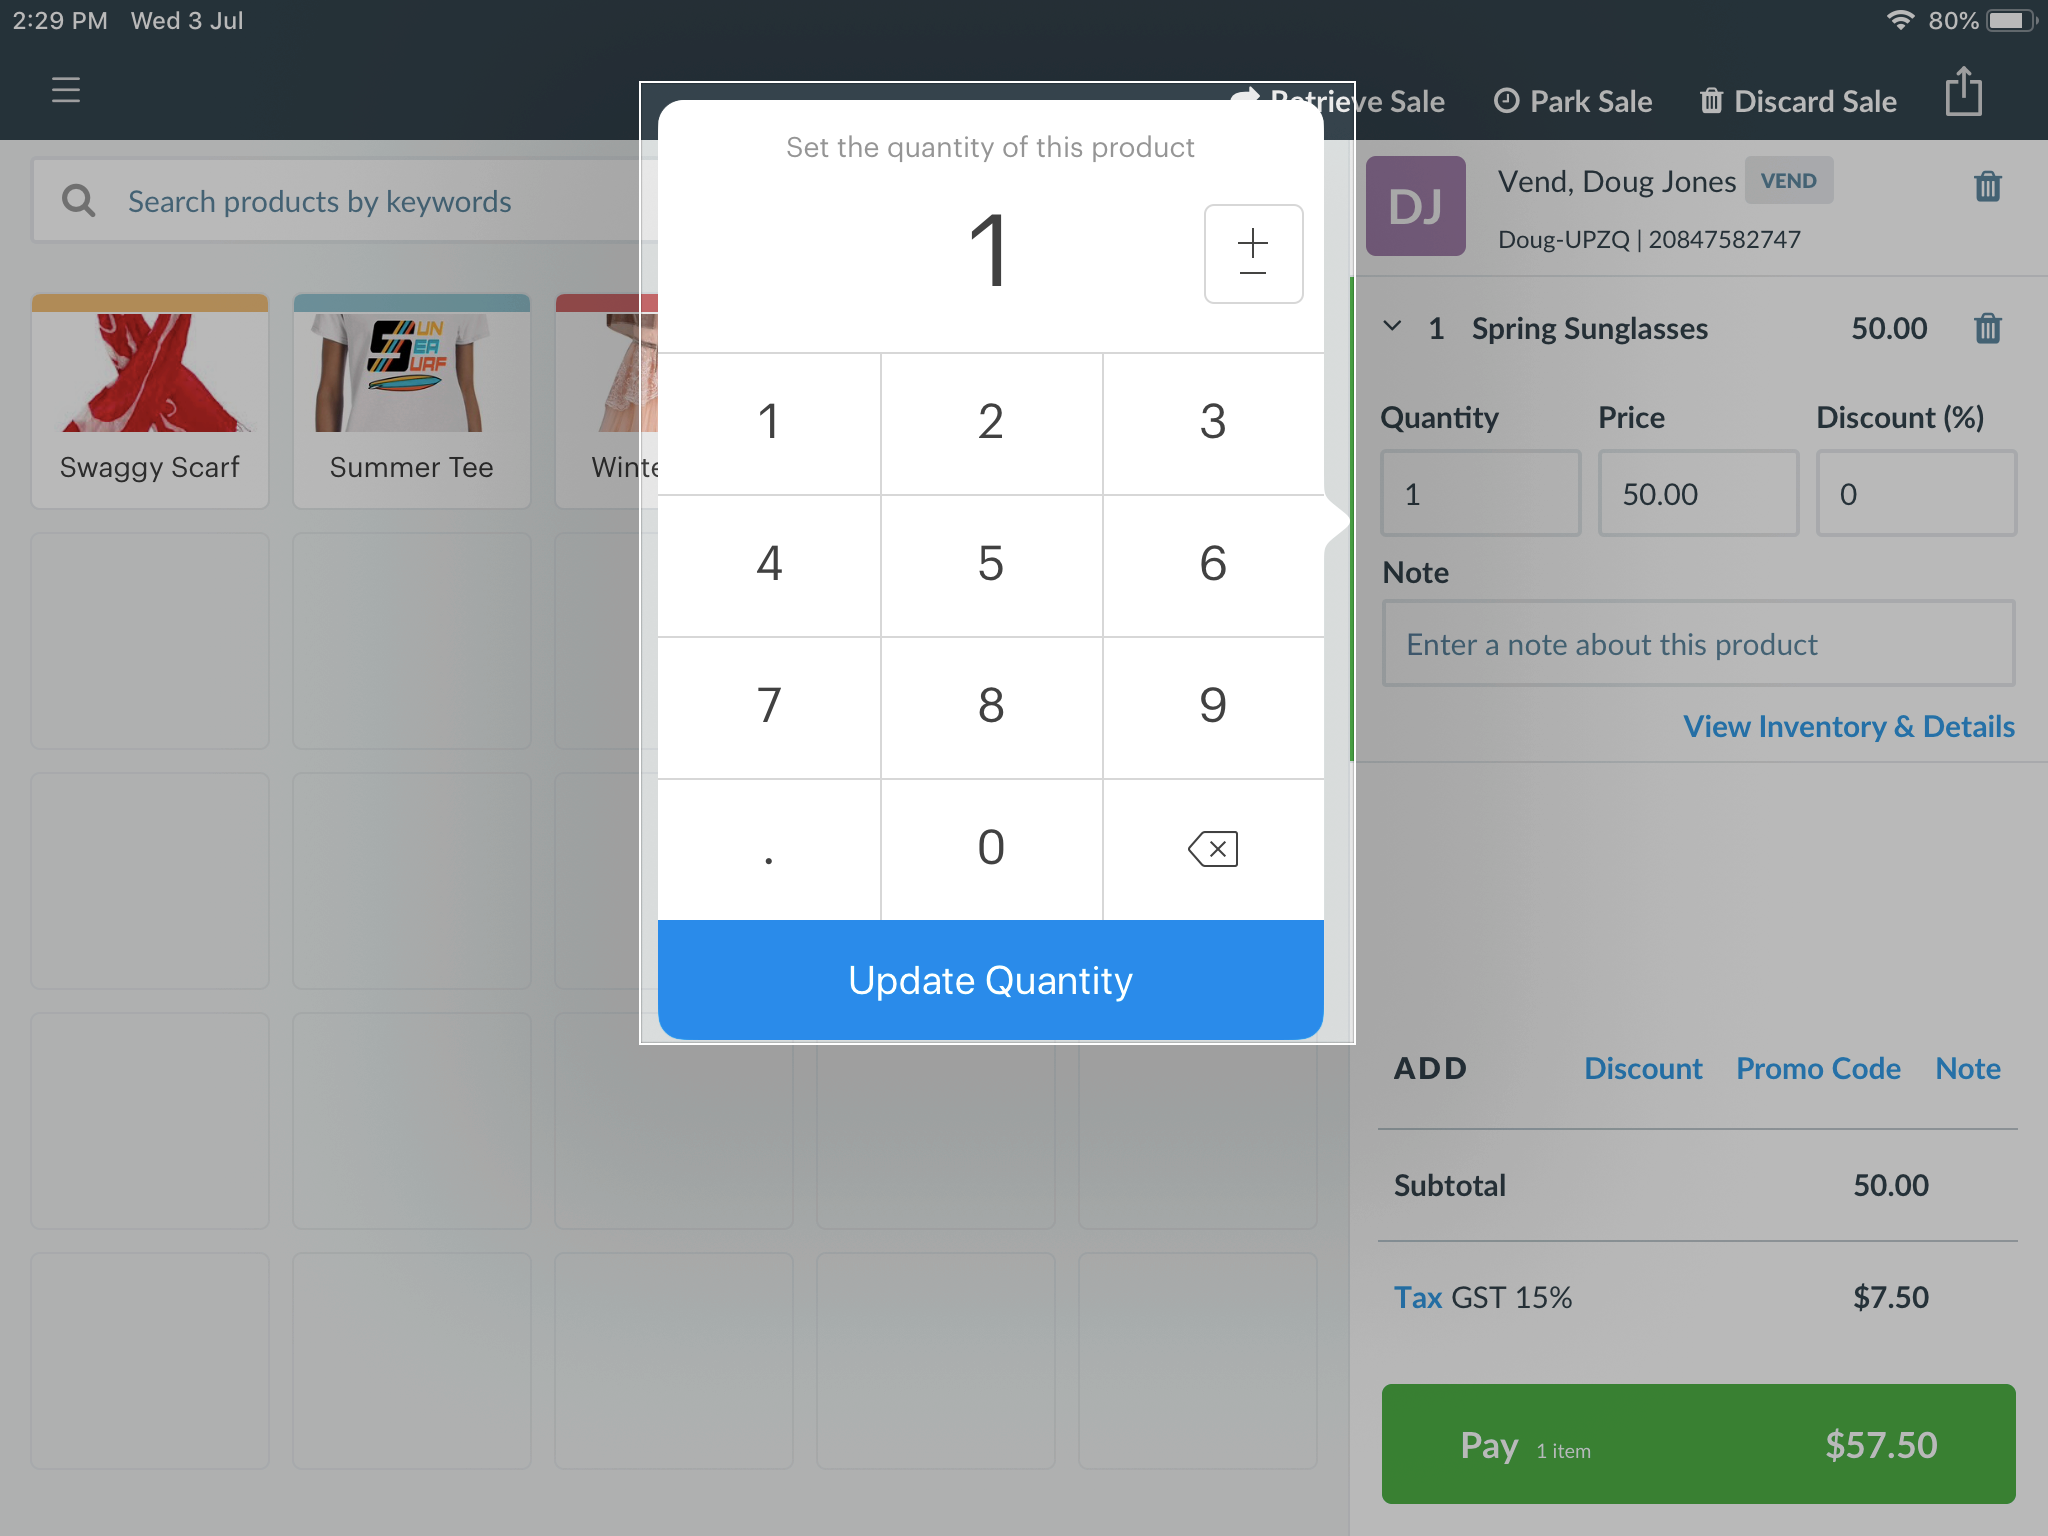 2:29 PM Wed 3 Jul
80%
Retrieve Sale
Park Sale
Discard Sale
Search products by keywords
Swaggy Scarf
SUN
SEA
SURF
Summer Tee
Set the quantity of this product
1
+
−
1 2 3
4 5 6
7 8 9
. 0
Update Quantity
DJ
Vend, Doug Jones VEND
Doug-UPZQ | 20847582747
1 Spring Sunglasses 50.00
Quantity Price Discount (%)
1 50.00 0
Note
Enter a note about this product
View Inventory & Details
ADD Discount Promo Code Note
Subtotal 50.00
Tax GST 15% $7.50
Pay 1 item $57.50